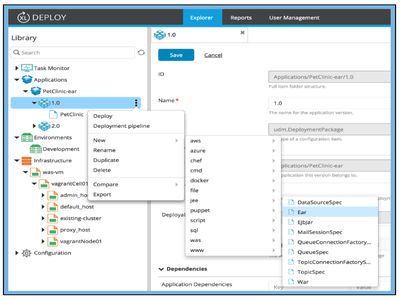 XL DEPLOY
Explorer
Reports
User Management
Library
Search
Task Monitor
Applications
PetClinic-ear
1.0
PetClinic
2.0
Environments
Development
Infrastructure
was-vm
vagrantCell01
admin_ho
default_host
existing-cluster
proxy_host
vagrantNode01
Configuration
Deploy
Deployment pipeline
New
Rename
Duplicate
Delete
Compare
Export
aws
azure
chef
cmd
docker
file
jee
puppet
script
sql
was
www
DataSourceSpec
Ear
EjbJar
MailSessionSpec
QueueConnectionFactory...
QueueSpec
TopicConnectionFactory...
TopicSpec
War
1.0
Save
Cancel
ID
Applications/PetClinic-ear/1.0
Full item folder structure.
Name *
1.0
The name for the application version.
udm.DeploymentPackage
Type of a configuration item.
Applications/PetClinic-ear
application this version belongs to.
Deployal
Dependencies
Application Dependencies
Key
Value